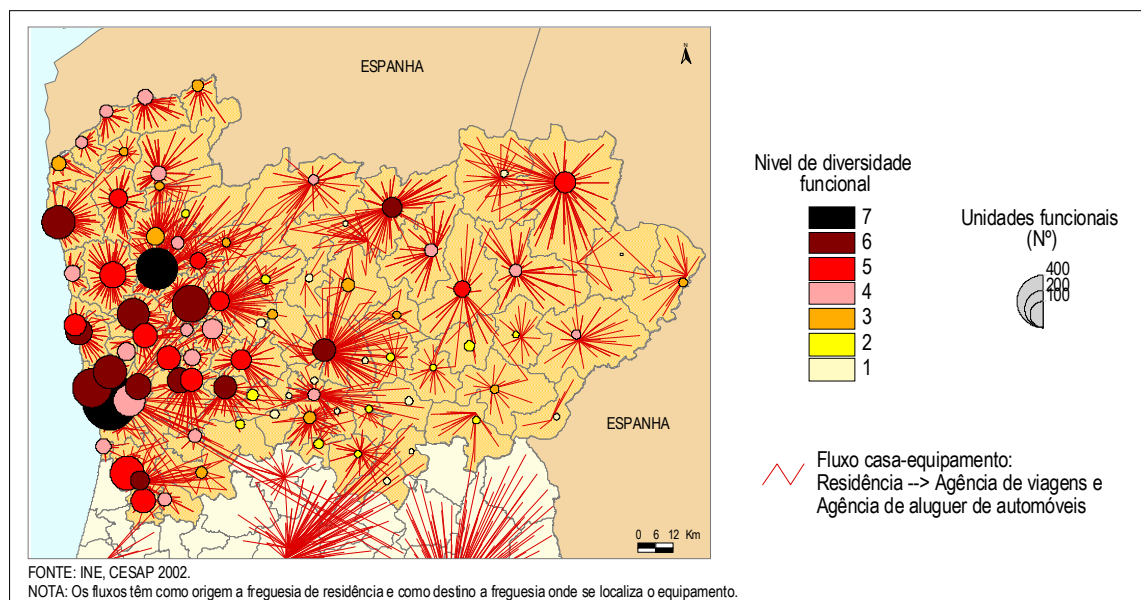 ESPANHA
N
ESPANHA
0 6 12 Km
Nivel de diversidade
funcional
7
6
5
4
3
2
1
Unidades funcionais
(Nº)
400
200
100
Fluxo casa-equipamento:
Residência --> Agência de viagens e
Agência de aluguer de automóveis
FONTE: INE, CESAP 2002.
NOTA: Os fluxos têm como origem a freguesia de residência e como destino a freguesia onde se localiza o equipamento.